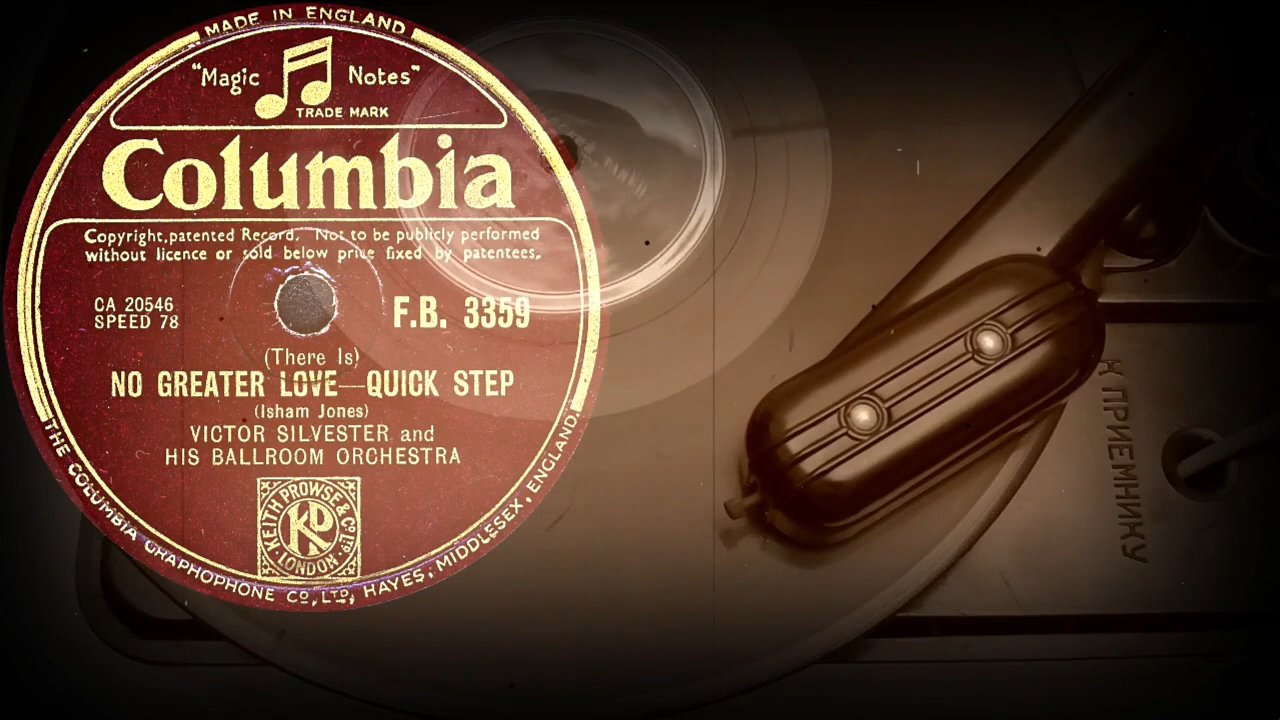 MADE IN ENGLAND
"Magic Notes"
TRADE MARK
Columbia
Copyright, patented Record. Not to be publicly performed
without licence or sold below price fixed by patentees.
CA 20546
SPEED 78
F.B. 3359
(There Is)
NO GREATER LOVE—QUICK STEP
(Isham Jones)
VICTOR SILVESTER and
HIS BALLROOM ORCHESTRA
KEITH PROWSE & Co. LTD.
KP
LONDON
THE COLUMBIA GRAPHOPHONE CO., LTD, HAYES, MIDDLESEX, ENGLAND.
К ПРИЕМНИКУ